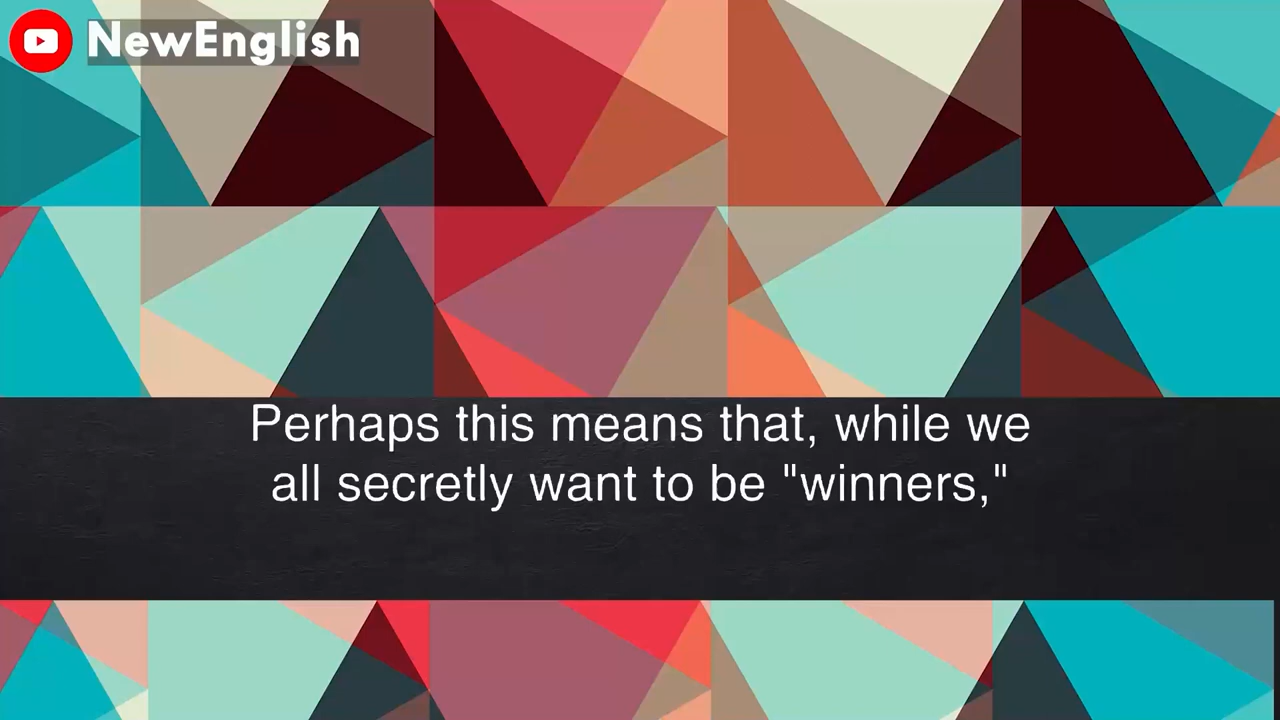 NewEnglish
Perhaps this means that, while we
all secretly want to be "winners,"